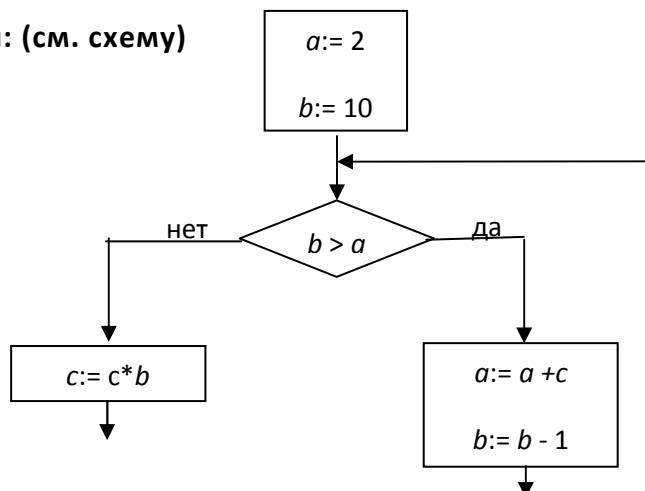 : (см. схему)
a:= 2
b:= 10
нет
да
b > a
c:= c*b
a:= a +c
b:= b - 1